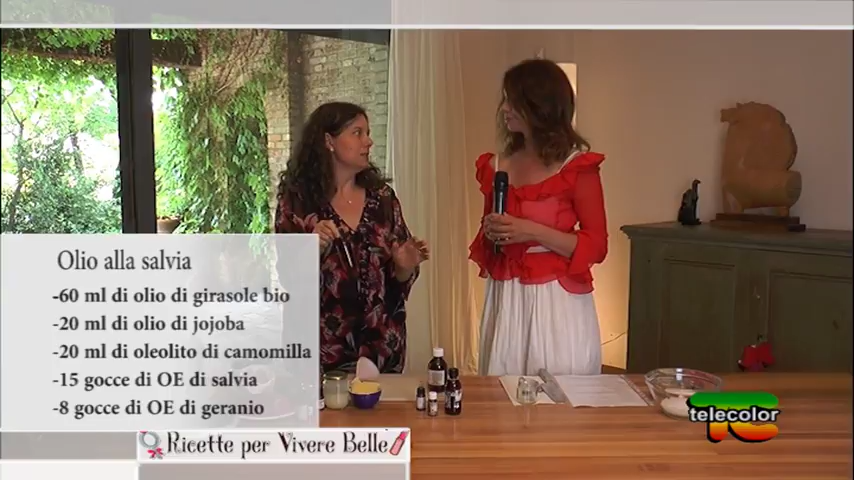 Olio alla salvia
-60 ml di olio di girasole bio
-20 ml di olio di jojoba
-20 ml di oleolito di camomilla
-15 gocce di OE di salvia
-8 gocce di OE di geranio
Ricette per Vivere Belle
telecolor